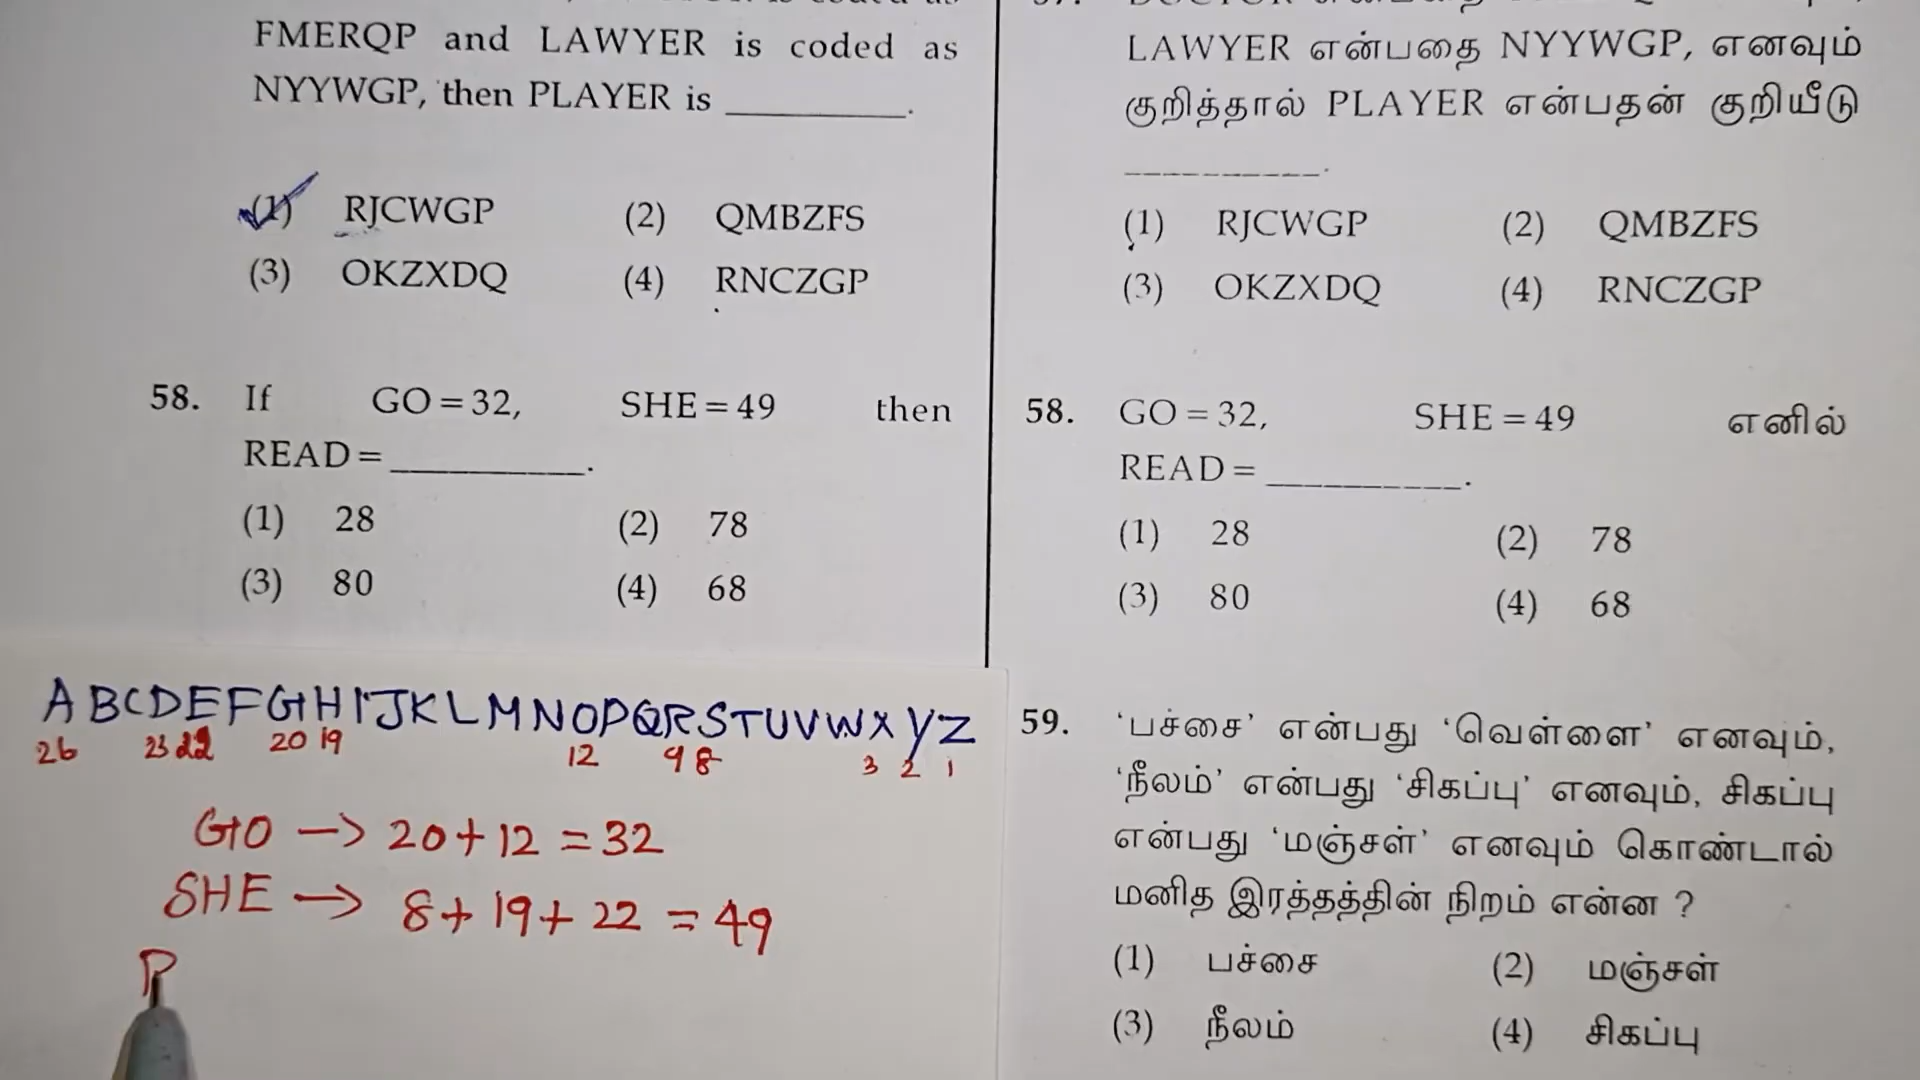 FMERQP and LAWYER is coded as
NYYWGP, then PLAYER is ________.
(1) RJCWGP (2) QMBZFS
(3) OKZXDQ (4) RNCZGP
58. If GO = 32, SHE = 49 then
READ = ________.
(1) 28 (2) 78
(3) 80 (4) 68
A B C D E F G H I J K L M N O P Q R S T U V W X Y Z
26 23 22 20 19 12 9 8 3 2 1
GO -> 20 + 12 = 32
SHE -> 8 + 19 + 22 = 49
LAWYER என்பதை NYYWGP, எனவும்
குறித்தால் PLAYER என்பதன் குறியீடு
__________.
(1) RJCWGP (2) QMBZFS
(3) OKZXDQ (4) RNCZGP
58. GO = 32, SHE = 49 எனில்
READ = __________.
(1) 28 (2) 78
(3) 80 (4) 68
59. 'பச்சை' என்பது 'வெள்ளை' எனவும்,
'நீலம்' என்பது 'சிகப்பு' எனவும், சிகப்பு
என்பது 'மஞ்சள்' எனவும் கொண்டால்
மனித இரத்தத்தின் நிறம் என்ன ?
(1) பச்சை (2) மஞ்சள்
(3) நீலம் (4) சிகப்பு